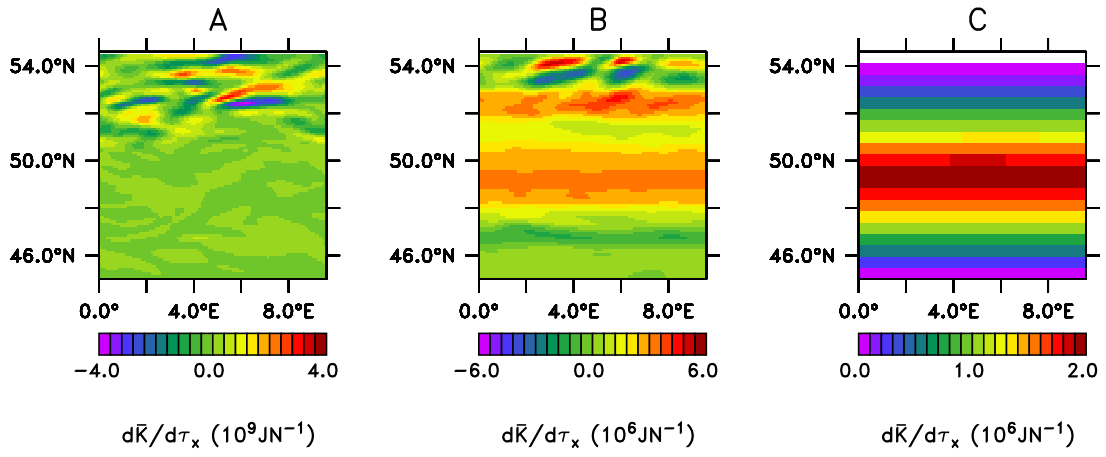 A B C
54.0°N 54.0°N 54.0°N
50.0°N 50.0°N 50.0°N
46.0°N 46.0°N 46.0°N
0.0° 4.0°E 8.0°E 0.0° 4.0°E 8.0°E 0.0° 4.0°E 8.0°E
−4.0 0.0 4.0 −6.0 0.0 6.0 0.0 1.0 2.0
dK̄/dτₓ (10⁹JN⁻¹) dK̄/dτₓ (10⁶JN⁻¹) dK̄/dτₓ (10⁶JN⁻¹)